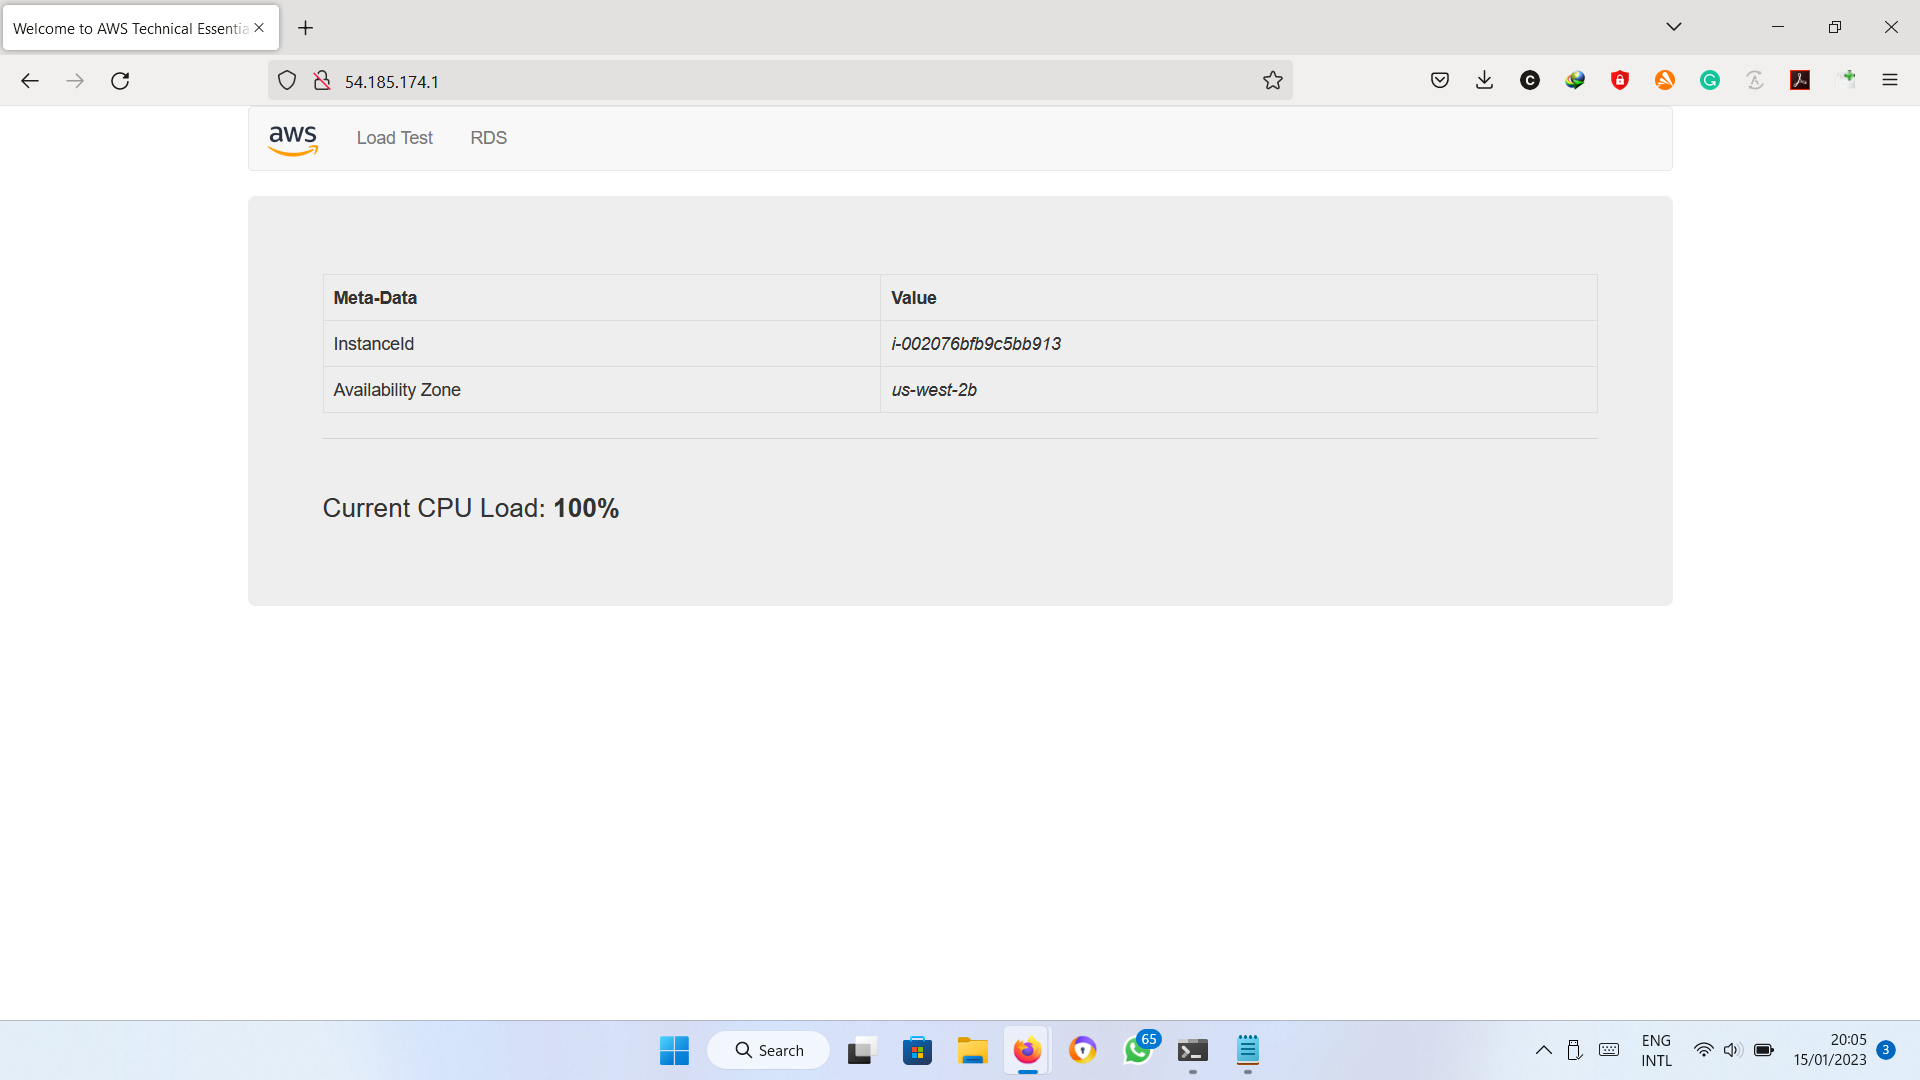 Welcome to AWS Technical Essentia
54.185.174.1
aws Load Test RDS
Meta-Data Value
InstanceId i-002076bfb9c5bb913
Availability Zone us-west-2b
Current CPU Load: 100%
Search
65
ENG
INTL
20:05
15/01/2023
3